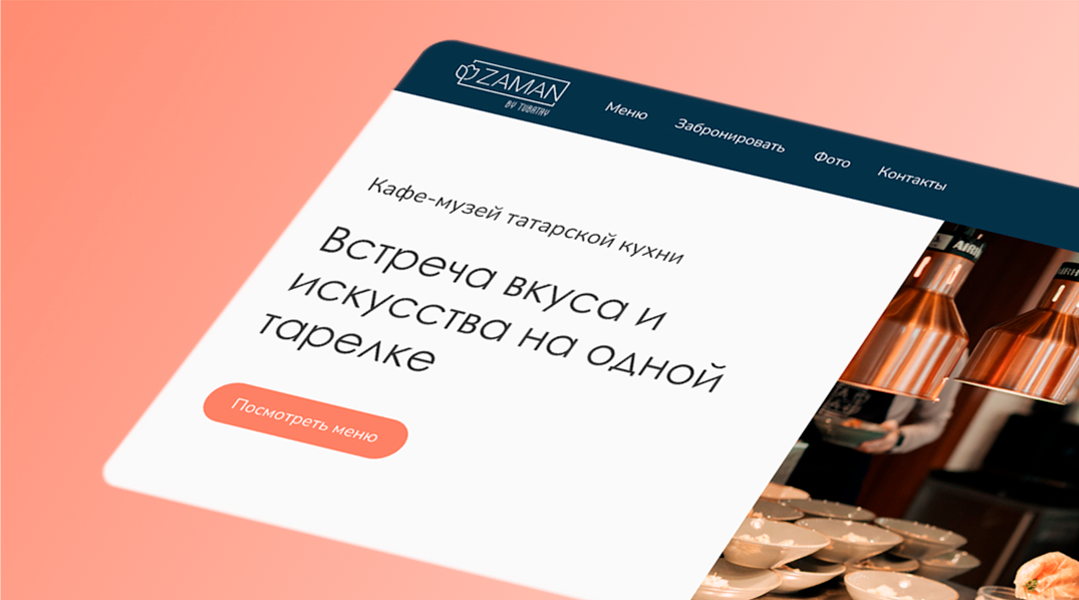 ZAMAN
BY TUBATAY
Меню
Забронировать
Фото
Контакты
Кафе-музей татарской кухни
Встреча вкуса и
искусства на одной
тарелке
Посмотреть меню